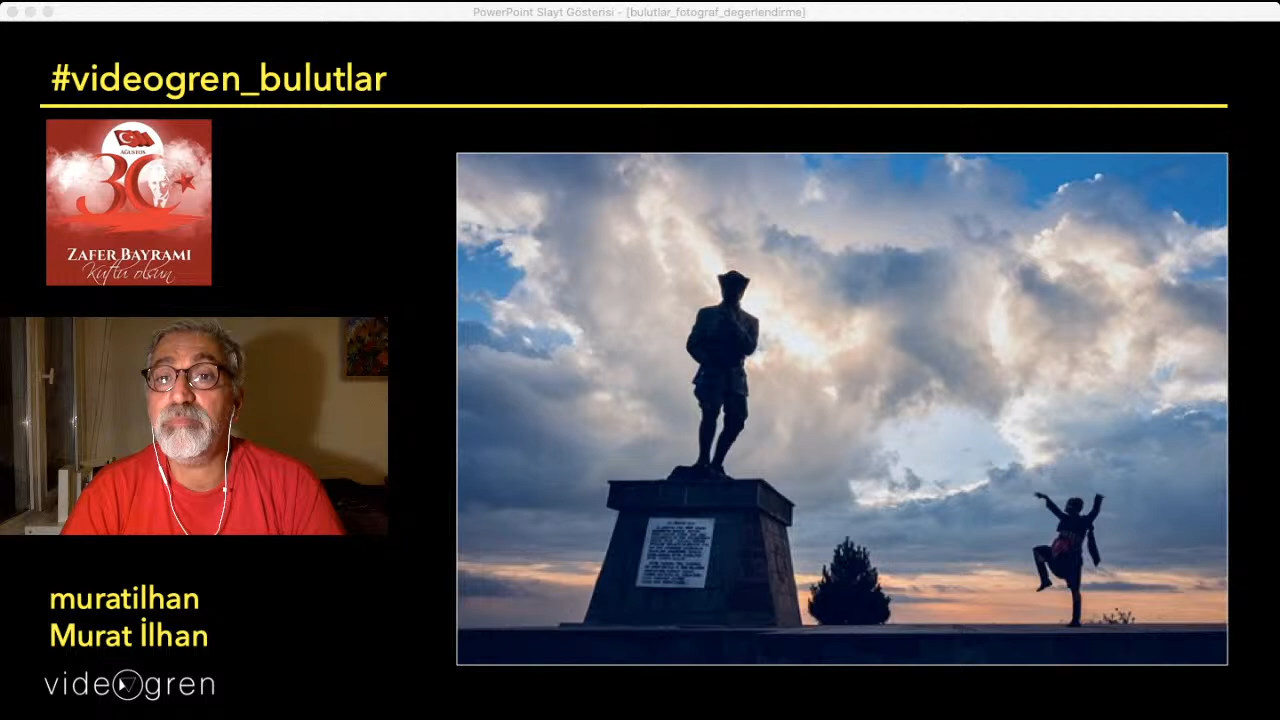 PowerPoint Slayt Gösterisi - [bulutlar_fotograf_degerlendirme]
#videogren_bulutlar
AĞUSTOS
30
ZAFER BAYRAMI
Kutlu olsun
muratilhan
Murat İlhan
videogren